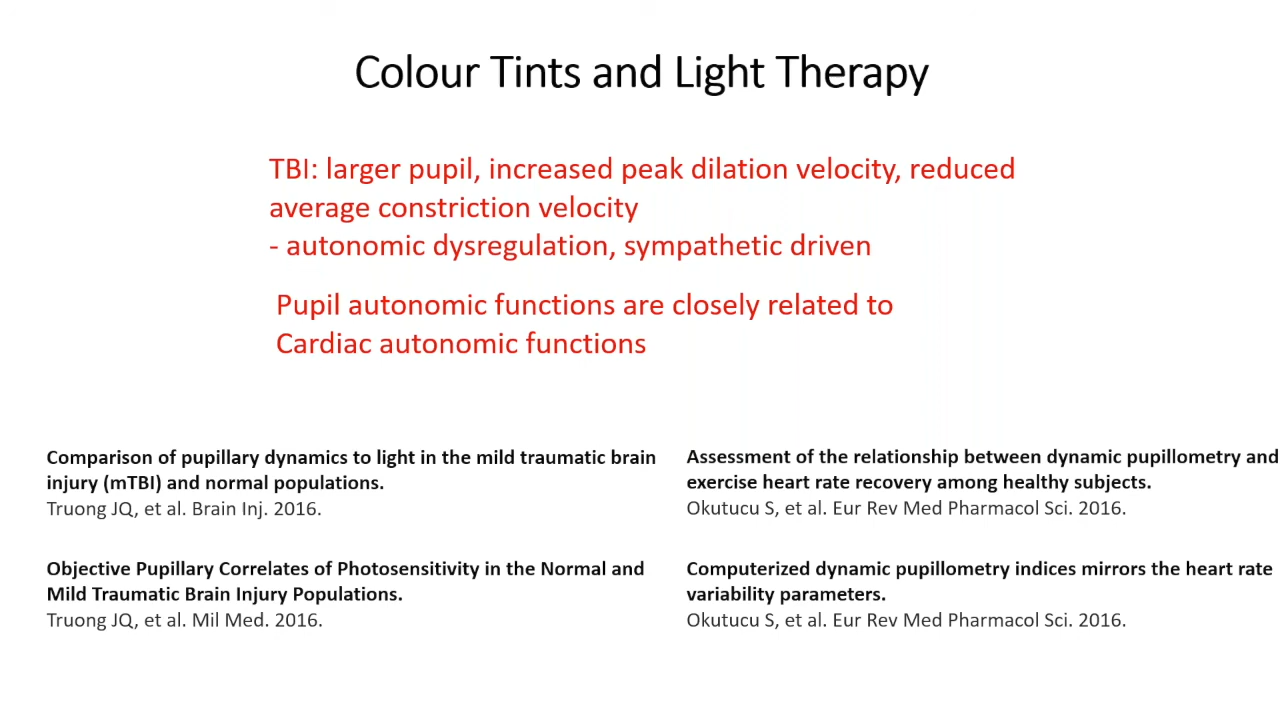 Colour Tints and Light Therapy
TBI: larger pupil, increased peak dilation velocity, reduced
average constriction velocity
- autonomic dysregulation, sympathetic driven
Pupil autonomic functions are closely related to
Cardiac autonomic functions
Comparison of pupillary dynamics to light in the mild traumatic brain
injury (mTBI) and normal populations.
Truong JQ, et al. Brain Inj. 2016.
Objective Pupillary Correlates of Photosensitivity in the Normal and
Mild Traumatic Brain Injury Populations.
Truong JQ, et al. Mil Med. 2016.
Assessment of the relationship between dynamic pupillometry and
exercise heart rate recovery among healthy subjects.
Okutucu S, et al. Eur Rev Med Pharmacol Sci. 2016.
Computerized dynamic pupillometry indices mirrors the heart rate
variability parameters.
Okutucu S, et al. Eur Rev Med Pharmacol Sci. 2016.